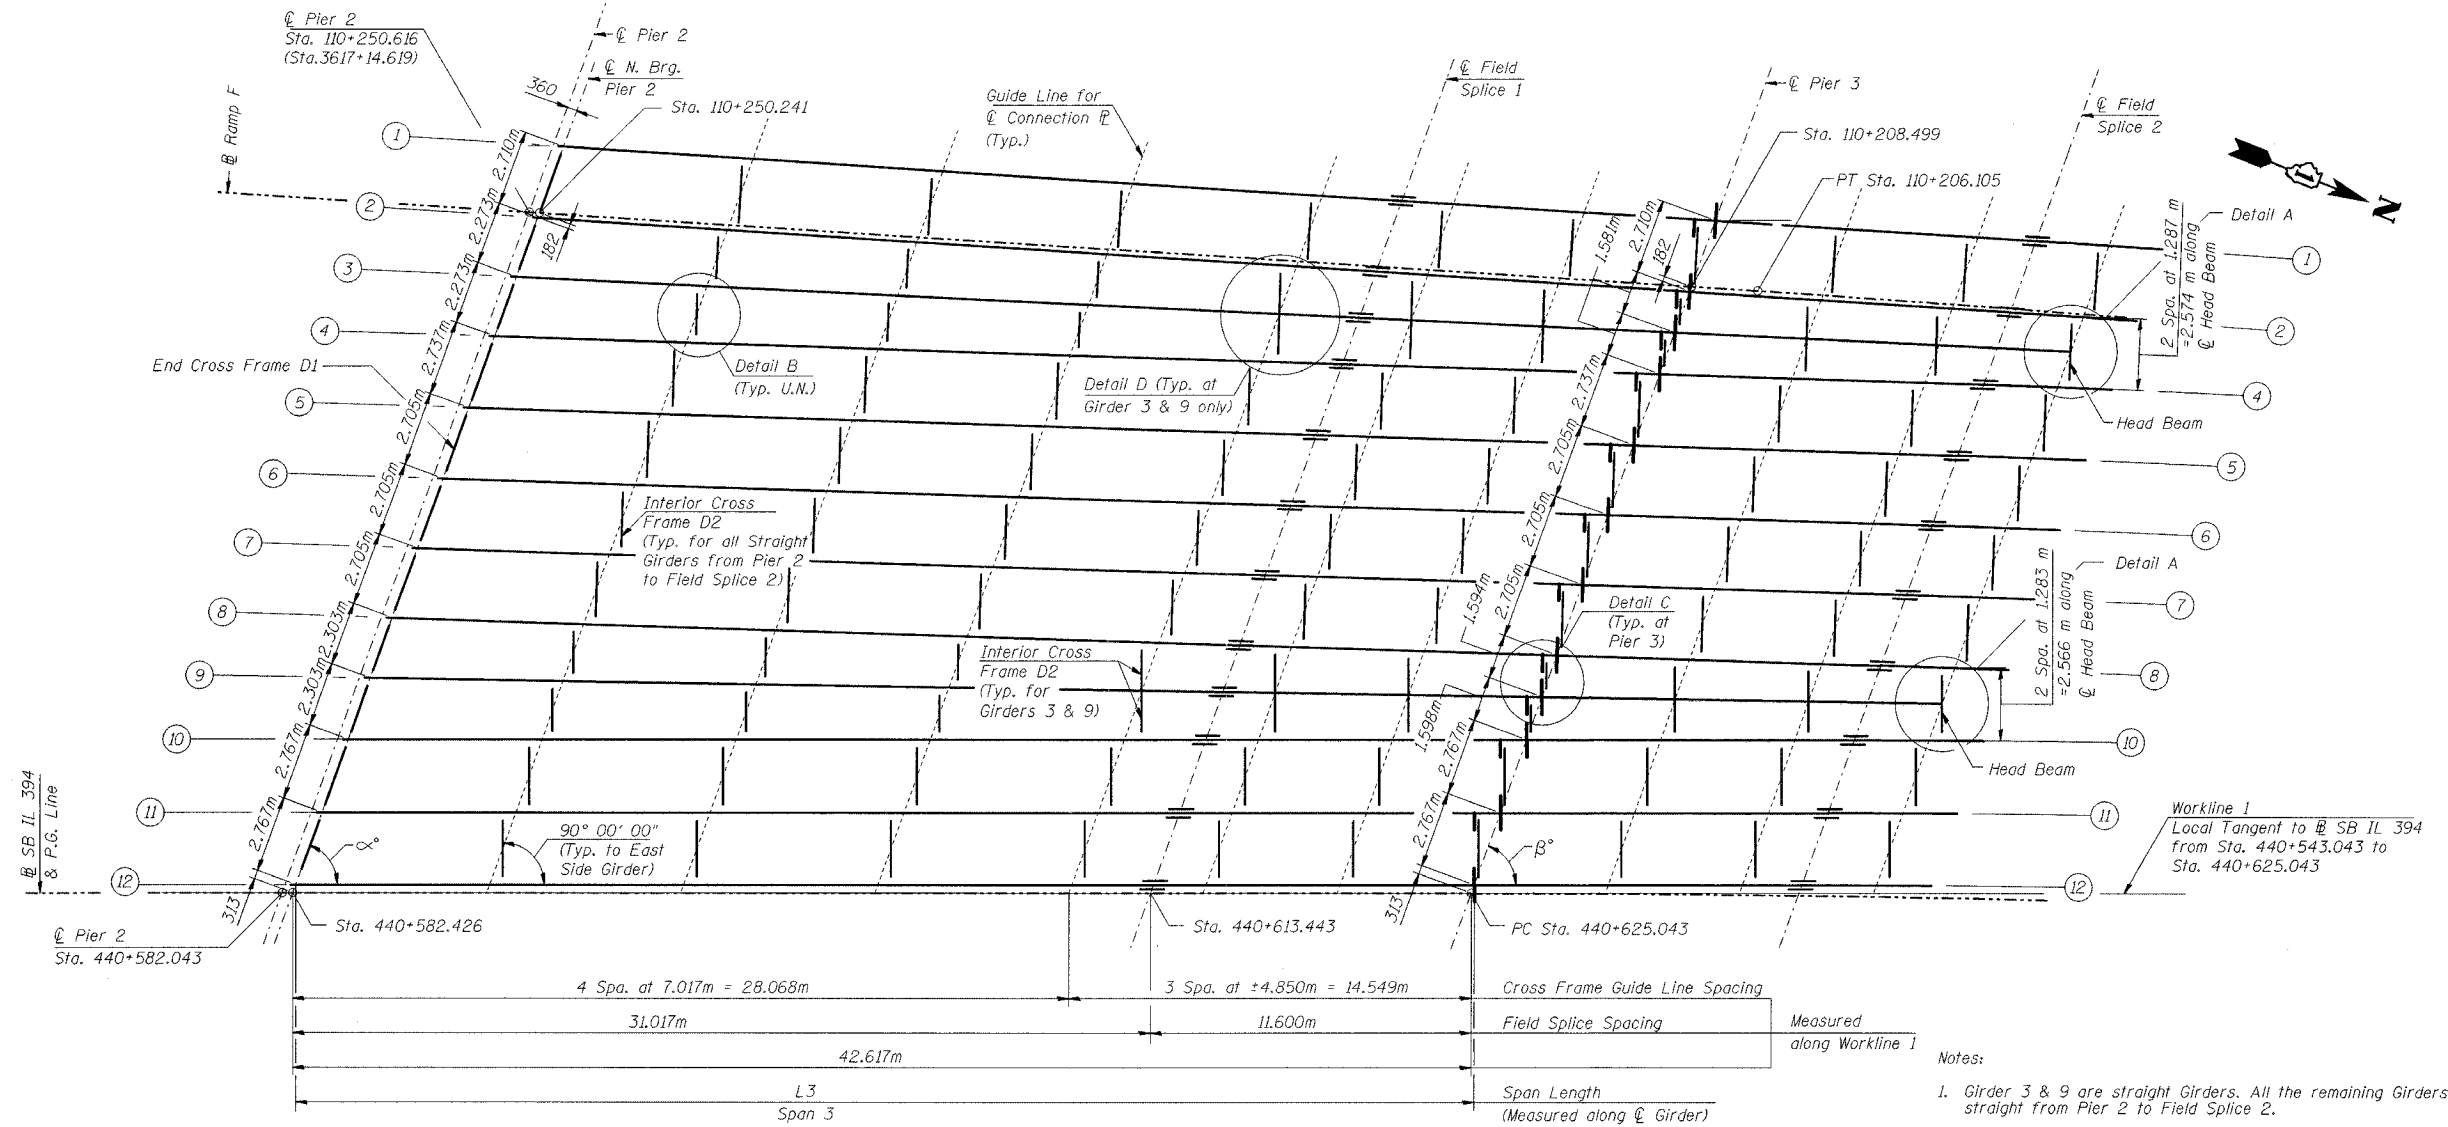 ℄ Pier 2
Sta. 110+250.616
(Sta.3617+14.619)
℄ Pier 2
℄ N. Brg.
Pier 2
360
Sta. 110+250.241
Guide Line for
℄ Connection ℙL
(Typ.)
℄ Field
Splice 1
℄ Pier 3
℄ Field
Splice 2
Sta. 110+208.499
PT Sta. 110+206.105
N
Detail A
2 Spa. at 1.287 m
=2.574 m along
℄ Head Beam
BL Ramp F
1
2
3
4
5
6
7
8
9
10
11
12
2.710m
2.273m
2.273m
2.737m
2.705m
2.705m
2.705m
2.303m
2.303m
2.767m
2.767m
313
182
End Cross Frame D1
Detail B
(Typ. U.N.)
Detail D (Typ. at
Girder 3 & 9 only)
1.581m
2.710m
182
2.737m
2.705m
2.705m
2.705m
1.594m
1.598m
2.767m
2.767m
313
Head Beam
1
2
4
5
6
7
8
10
11
12
Interior Cross
Frame D2
(Typ. for all Straight
Girders from Pier 2
to Field Splice 2)
Interior Cross
Frame D2
(Typ. for
Girders 3 & 9)
Detail C
(Typ. at
Pier 3)
Detail A
2 Spa. at 1.283 m
=2.566 m along
℄ Head Beam
Head Beam
BL SB IL 394
& P.G. Line
α°
90° 00' 00"
(Typ. to East
Side Girder)
β°
Workline 1
Local Tangent to BL SB IL 394
from Sta. 440+543.043 to
Sta. 440+625.043
℄ Pier 2
Sta. 440+582.043
Sta. 440+582.426
Sta. 440+613.443
PC Sta. 440+625.043
4 Spa. at 7.017m = 28.068m
3 Spa. at ±4.850m = 14.549m
Cross Frame Guide Line Spacing
31.017m
11.600m
Field Splice Spacing
Measured
along Workline 1
42.617m
L3
Span 3
Span Length
(Measured along ℄ Girder)
Notes:
1. Girder 3 & 9 are straight Girders. All the remaining Girders
straight from Pier 2 to Field Splice 2.